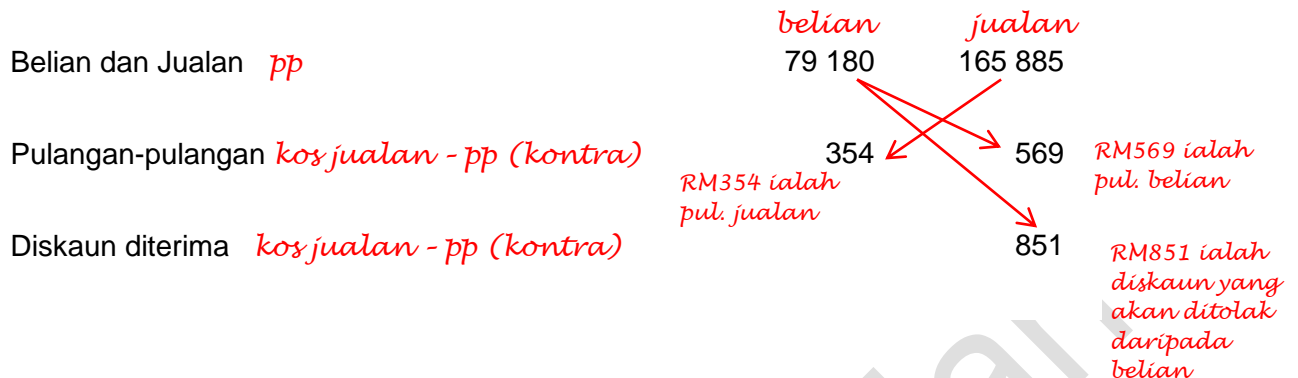 belian jualan
Belian dan Jualan pp 79 180 165 885
Pulangan-pulangan kos jualan - pp (kontra) 354 569
RM569 ialah
pul. belian
RM354 ialah
pul. jualan
Diskaun diterima kos jualan - pp (kontra) 851
RM851 ialah
diskaun yang
akan ditolak
daripada
belian